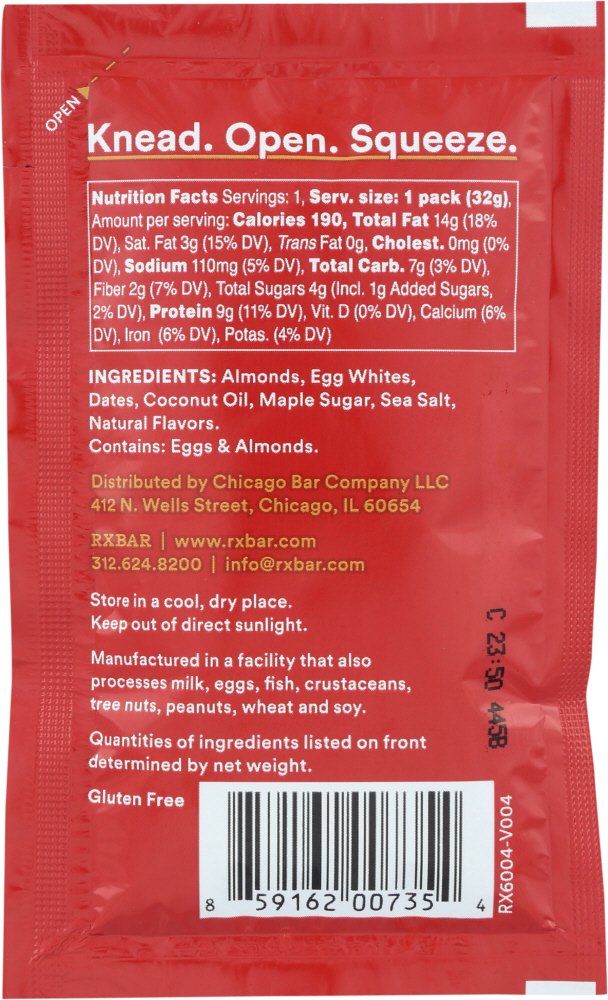 OPEN
Knead. Open. Squeeze.
Nutrition Facts Servings: 1, Serv. size: 1 pack (32g),
Amount per serving: Calories 190, Total Fat 14g (18%
DV), Sat. Fat 3g (15% DV), Trans Fat 0g, Cholest. 0mg (0%
DV), Sodium 110mg (5% DV), Total Carb. 7g (3% DV),
Fiber 2g (7% DV), Total Sugars 4g (Incl. 1g Added Sugars,
2% DV), Protein 9g (11% DV), Vit. D (0% DV), Calcium (6%
DV), Iron (6% DV), Potas. (4% DV)
INGREDIENTS: Almonds, Egg Whites,
Dates, Coconut Oil, Maple Sugar, Sea Salt,
Natural Flavors.
Contains: Eggs & Almonds.
Distributed by Chicago Bar Company LLC
412 N. Wells Street, Chicago, IL 60654
RXBAR | www.rxbar.com
312.624.8200 | info@rxbar.com
Store in a cool, dry place.
Keep out of direct sunlight.
C 23:50 445B
Manufactured in a facility that also
processes milk, eggs, fish, crustaceans,
tree nuts, peanuts, wheat and soy.
Quantities of ingredients listed on front
determined by net weight.
Gluten Free
8 59162 00735 4
RX6004-V004